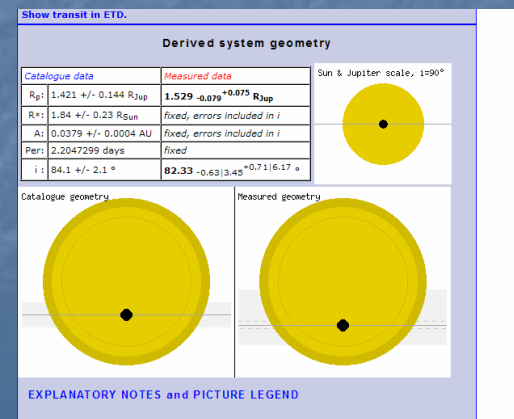 Show transit in ETD.
Derived system geometry
Catalogue data Measured data
Rp: 1.421 +/- 0.144 RJup 1.529 -0.079+0.075 RJup
R*: 1.84 +/- 0.23 RSun fixed, errors included in i
A: 0.0379 +/- 0.0004 AU fixed, errors included in i
Per: 2.2047299 days fixed
i : 84.1 +/- 2.1 ° 82.33 -0.63|3.45+0.71|6.17 °
Sun & Jupiter scale, i=90°
Catalogue geometry
Measured geometry
EXPLANATORY NOTES and PICTURE LEGEND